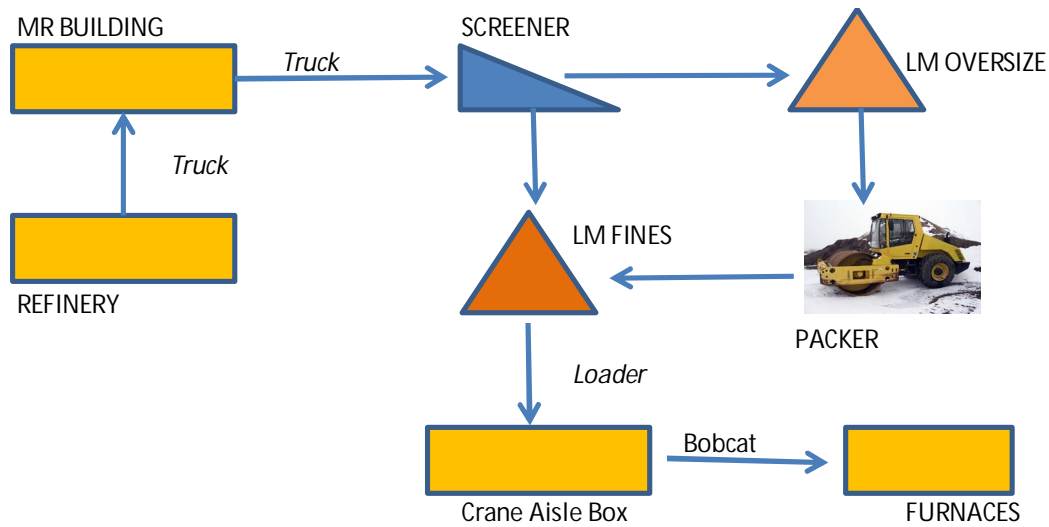 MR BUILDING
SCREENER
Truck
LM OVERSIZE
Truck
LM FINES
REFINERY
PACKER
Loader
Bobcat
Crane Aisle Box
FURNACES